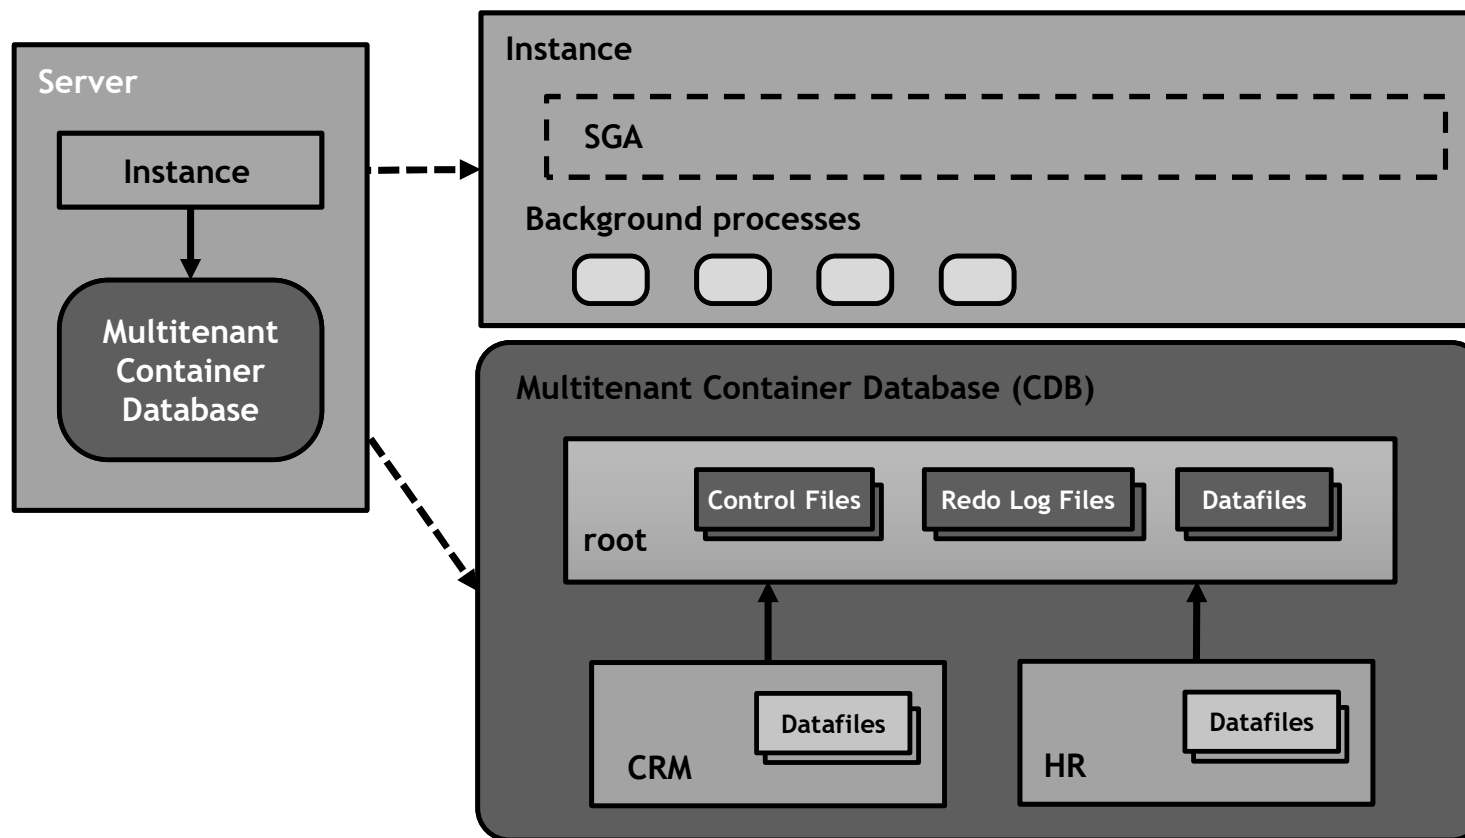 Server
Instance
Multitenant
Container
Database
Instance
SGA
Background processes
Multitenant Container Database (CDB)
root
Control Files
Redo Log Files
Datafiles
CRM
Datafiles
HR
Datafiles